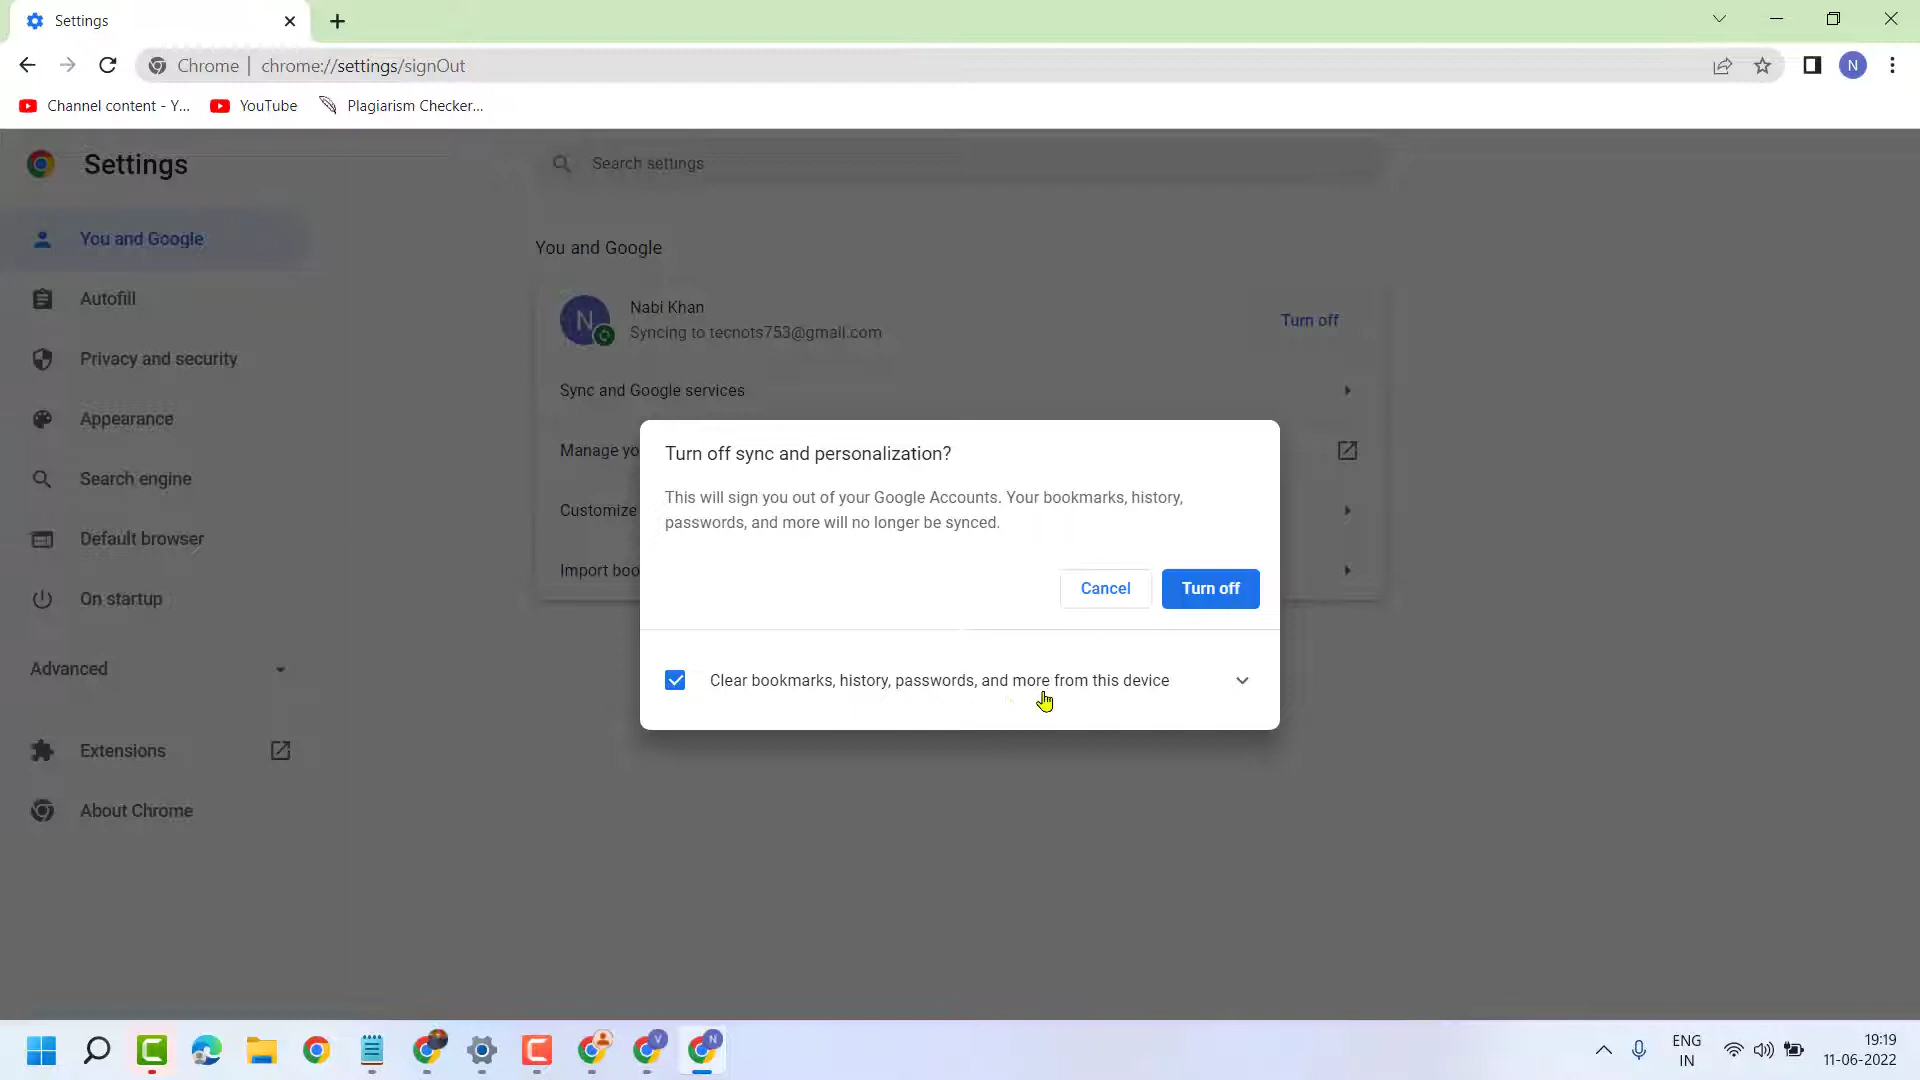 Settings
Chrome | chrome://settings/signOut
N
Channel content - Y...
YouTube
Plagiarism Checker...
Settings
Search settings
You and Google
Autofill
Privacy and security
Appearance
Search engine
Default browser
On startup
Advanced
Extensions
About Chrome
You and Google
N
Nabi Khan
Syncing to tecnots753@gmail.com
Turn off
Sync and Google services
Manage yo
Customize
Import boo
Turn off sync and personalization?
This will sign you out of your Google Accounts. Your bookmarks, history,
passwords, and more will no longer be synced.
Cancel
Turn off
Clear bookmarks, history, passwords, and more from this device
V
N
ENG
IN
19:19
11-06-2022